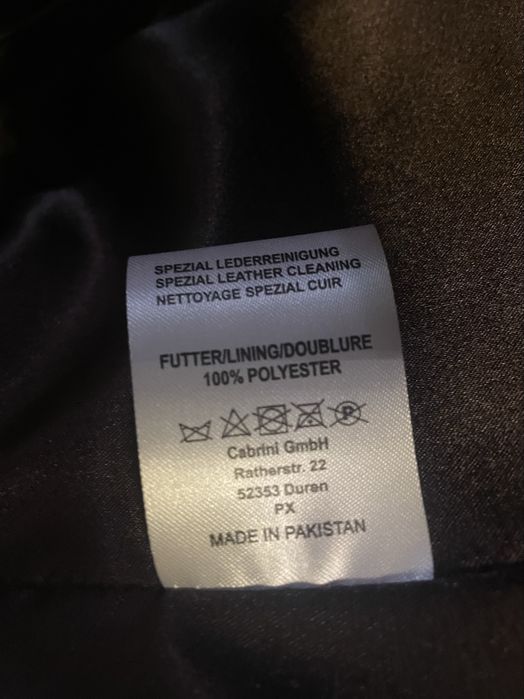 SPEZIAL LEDERREINIGUNG
SPEZIAL LEATHER CLEANING
NETTOYAGE SPEZIAL CUIR
FUTTER/LINING/DOUBLURE
100% POLYESTER
P
Cabrini GmbH
Ratherstr. 22
52353 Duren
PX
MADE IN PAKISTAN